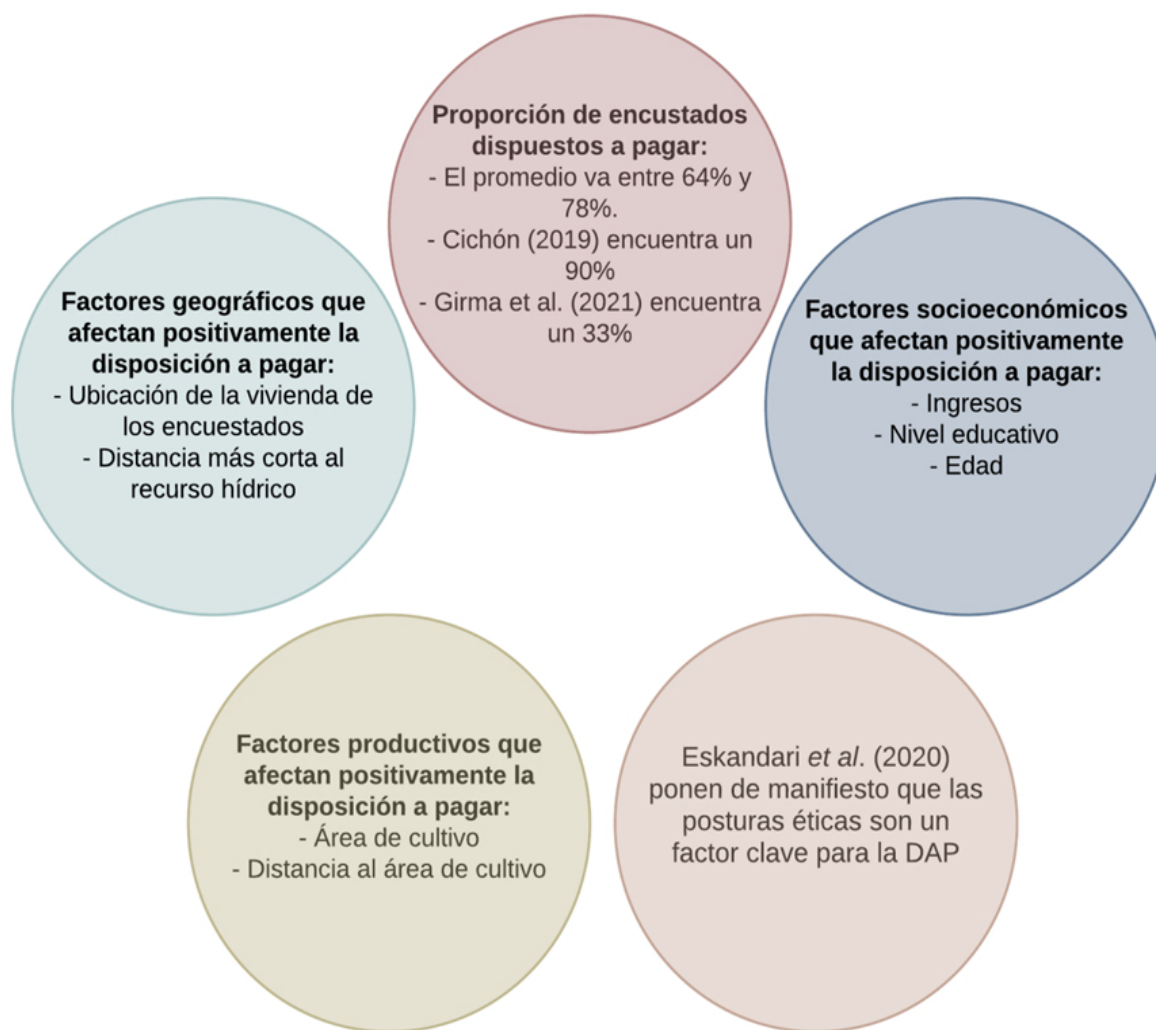 Proporción de encustados
dispuestos a pagar:
- El promedio va entre 64% y
78%.
- Cichón (2019) encuentra un
90%
- Girma et al. (2021) encuentra
un 33%
Factores geográficos que
afectan positivamente la
disposición a pagar:
- Ubicación de la vivienda de
los encuestados
- Distancia más corta al
recurso hídrico
Factores socioeconómicos
que afectan positivamente
la disposición a pagar:
- Ingresos
- Nivel educativo
- Edad
Factores productivos que
afectan positivamente la
disposición a pagar:
- Área de cultivo
- Distancia al área de cultivo
Eskandari et al. (2020)
ponen de manifiesto que las
posturas éticas son un
factor clave para la DAP